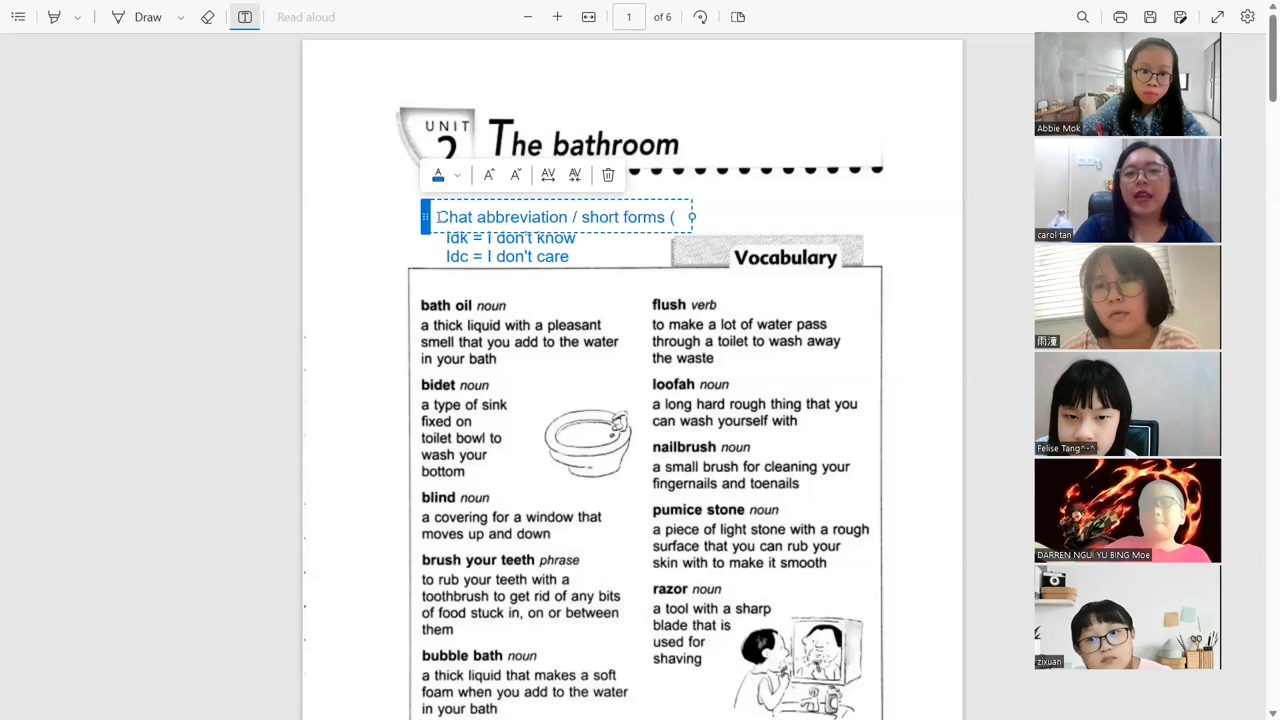 Draw
Read aloud
1
of 6
UNIT
2
The bathroom
Chat abbreviation / short forms (
Idk = I don't know
Idc = I don't care
Vocabulary
bath oil noun
a thick liquid with a pleasant
smell that you add to the water
in your bath
bidet noun
a type of sink
fixed on
toilet bowl to
wash your
bottom
blind noun
a covering for a window that
moves up and down
brush your teeth phrase
to rub your teeth with a
toothbrush to get rid of any bits
of food stuck in, on or between
them
bubble bath noun
a thick liquid that makes a soft
foam when you add to the water
in your bath
flush verb
to make a lot of water pass
through a toilet to wash away
the waste
loofah noun
a long hard rough thing that you
can wash yourself with
nailbrush noun
a small brush for cleaning your
fingernails and toenails
pumice stone noun
a piece of light stone with a rough
surface that you can rub your
skin with to make it smooth
razor noun
a tool with a sharp
blade that is
used for
shaving
Abbie Mok
carol tan
雨潼
Felise Tang^-^
DARREN NGUI YU BING Moe
zixuan